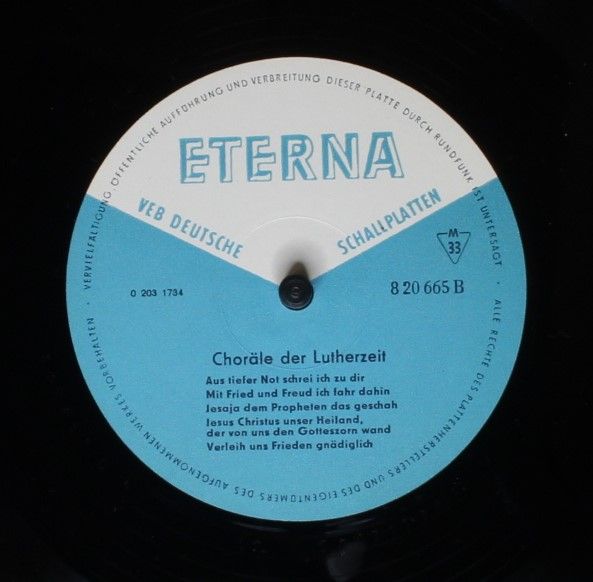 ALLE RECHTE DES PLATTENHERSTELLERS UND DES EIGENTÜMERS DES AUFGENOMMENEN WERKES VORBEHALTEN · VERVIELFÄLTIGUNG, ÖFFENTLICHE AUFFÜHRUNG UND VERBREITUNG DIESER PLATTE DURCH RUNDFUNK IST UNTERSAGT ·
ETERNA
VEB DEUTSCHE SCHALLPLATTEN
M
33
0 203 1734
8 20 665 B
Choräle der Lutherzeit
Aus tiefer Not schrei ich zu dir
Mit Fried und Freud ich fahr dahin
Jesaja dem Propheten das geschah
Jesus Christus unser Heiland,
der von uns den Gotteszorn wand
Verleih uns Frieden gnädiglich